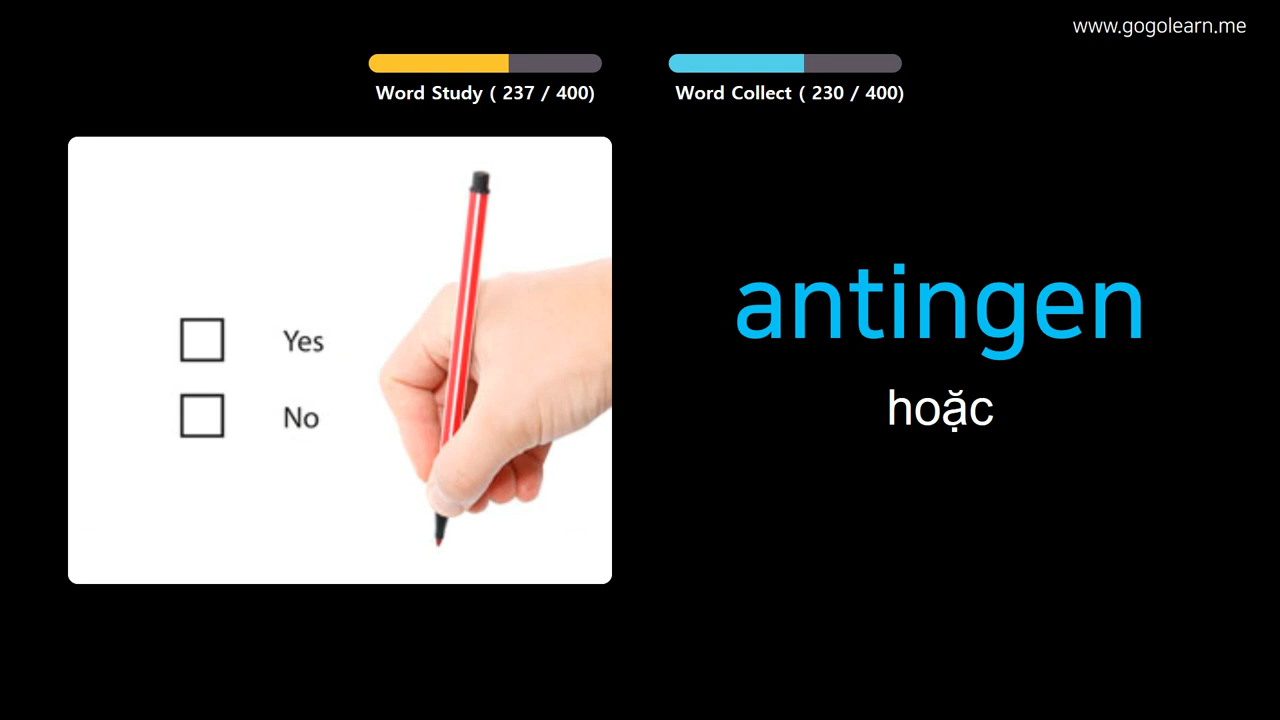 www.gogolearn.me
Word Study ( 237 / 400)
Word Collect ( 230 / 400)
Yes
No
antingen
hoặc